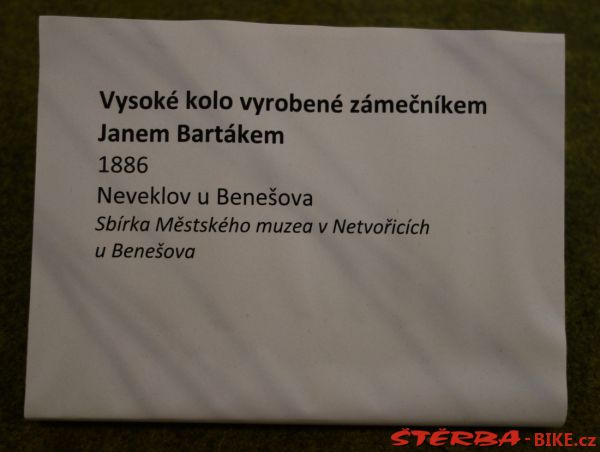 Vysoké kolo vyrobené zámečníkem
Janem Bartákem
1886
Neveklov u Benešova
Sbírka Městského muzea v Netvořicích
u Benešova
ŠTĚRBA-BIKE.cz